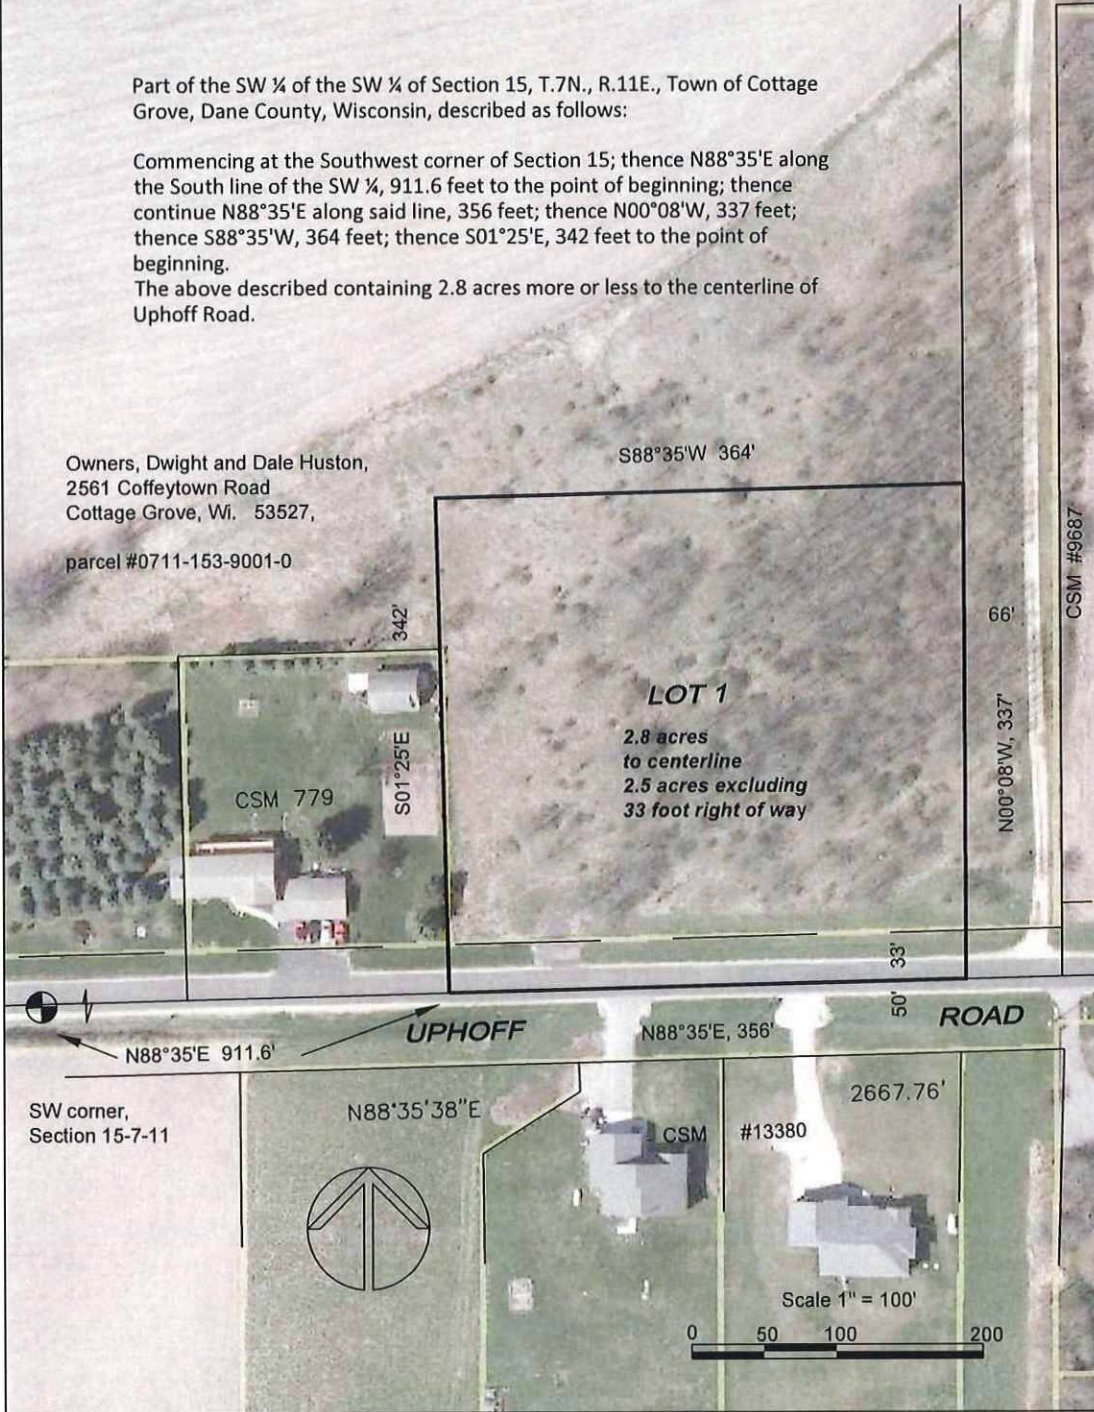 Part of the SW ¼ of the SW ¼ of Section 15, T.7N., R.11E., Town of Cottage
Grove, Dane County, Wisconsin, described as follows:
Commencing at the Southwest corner of Section 15; thence N88°35'E along
the South line of the SW ¼, 911.6 feet to the point of beginning; thence
continue N88°35'E along said line, 356 feet; thence N00°08'W, 337 feet;
thence S88°35'W, 364 feet; thence S01°25'E, 342 feet to the point of
beginning.
The above described containing 2.8 acres more or less to the centerline of
Uphoff Road.
Owners, Dwight and Dale Huston,
2561 Coffeytown Road
Cottage Grove, Wi. 53527,
parcel #0711-153-9001-0
S88°35'W 364'
CSM #9687
342'
66'
LOT 1
2.8 acres
to centerline
2.5 acres excluding
33 foot right of way
S01°25'E
N00°08'W, 337'
CSM 779
33'
50'
UPHOFF
ROAD
N88°35'E, 356'
N88°35'E 911.6'
SW corner,
Section 15-7-11
N88°35'38"E
2667.76'
CSM #13380
Scale 1" = 100'
0 50 100 200